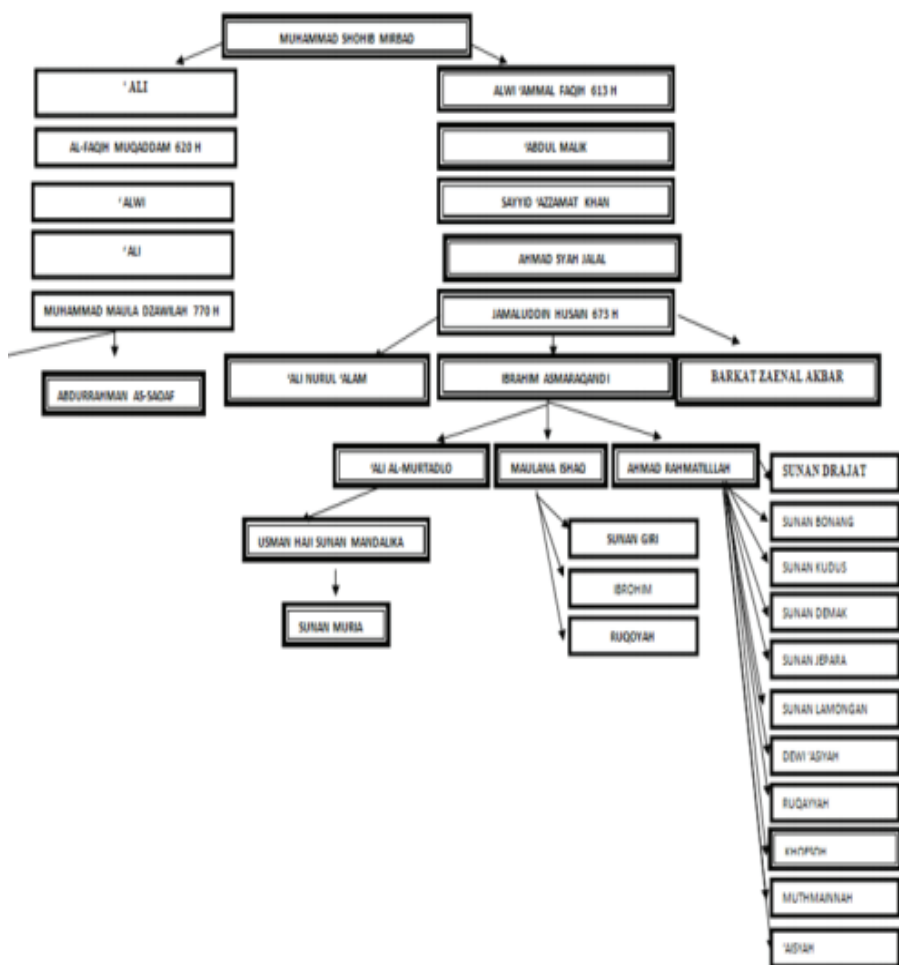 MUHAMMAD SHOHIB MIRBAD
' ALI
ALWI 'AMMAL FAQIH 613 H
AL-FAQIH MUQADDAM 620 H
'ABDUL MALIK
' ALWI
SAYYID 'AZZAMAT KHAN
' ALI
AHMAD SYAH JALAL
MUHAMMAD MAULA DZAWILAH 770 H
JAMALUDDIN HUSAIN 673 H
ABDURRAHMAN AS-SAQAF
'ALI NURUL 'ALAM
IBRAHIM ASMARAQANDI
BARKAT ZAENAL AKBAR
'ALI AL-MURTADLO
MAULANA ISHAQ
AHMAD RAHMATILLLAH
SUNAN DRAJAT
USMAN HAJI SUNAN MANDALIKA
SUNAN GIRI
SUNAN BONANG
IBROHIM
SUNAN KUDUS
SUNAN MURIA
RUQOYAH
SUNAN DEMAK
SUNAN JEPARA
SUNAN LAMONGAN
DEWI 'ASIYAH
RUQAYYAH
KHOFSOH
MUTHMAINNAH
'AISYAH